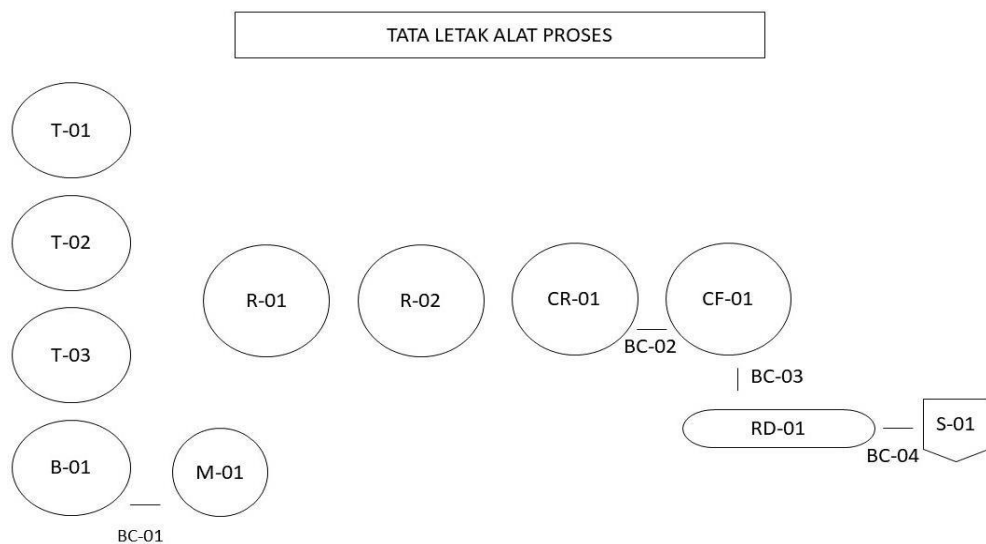 TATA LETAK ALAT PROSES
T-01
T-02
R-01
R-02
CR-01
CF-01
BC-02
T-03
BC-03
RD-01
S-01
BC-04
B-01
M-01
BC-01